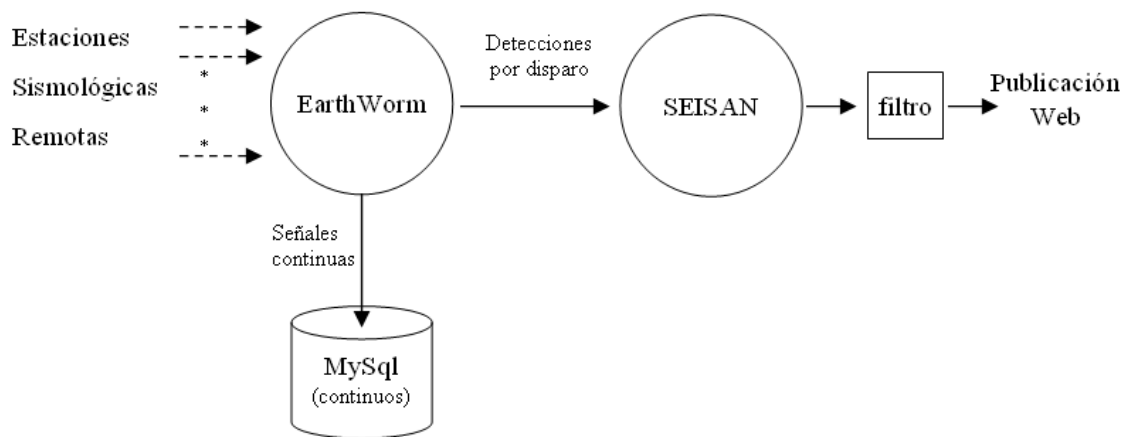 Estaciones
Sismológicas
Remotas
*
*
*
EarthWorm
Detecciones
por disparo
SEISAN
filtro
Publicación
Web
Señales
continuas
MySql
(continuos)